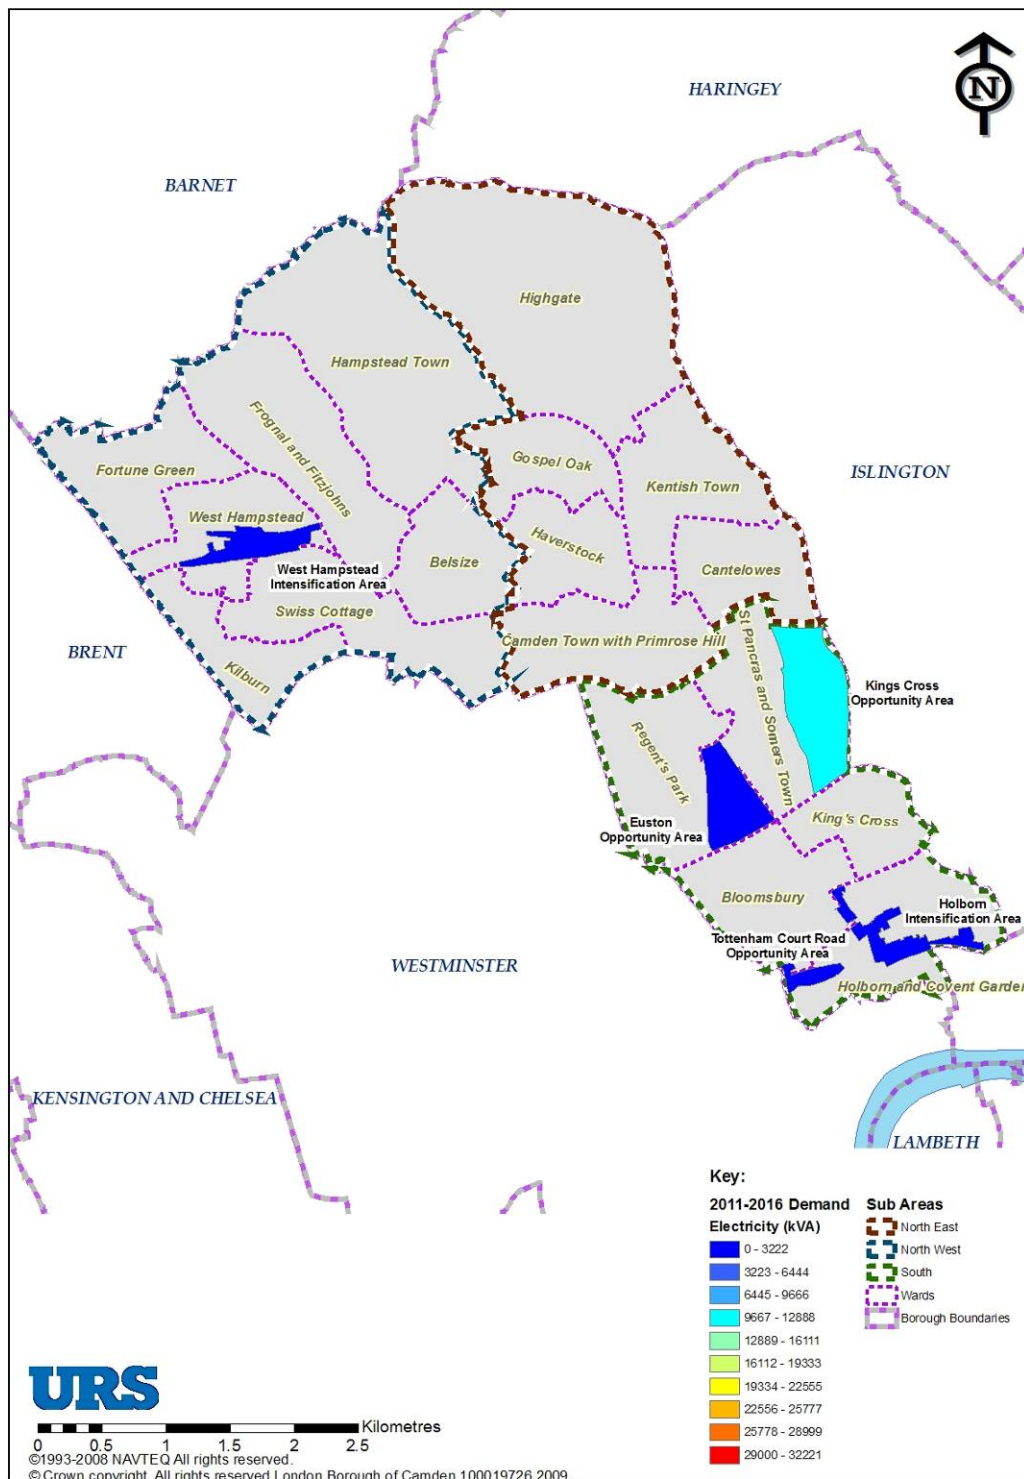 N
HARINGEY
BARNET
Highgate
Hampstead Town
Frognal and Fitzjohns
Fortune Green
Gospel Oak
ISLINGTON
Kentish Town
West Hampstead
Haverstock
Belsize
Cantelowes
West Hampstead
Intensification Area
Swiss Cottage
Camden Town with Primrose Hill
St Pancras and Somers Town
BRENT
Kilburn
Kings Cross
Opportunity Area
Regent's Park
Euston
Opportunity Area
King's Cross
Bloomsbury
Holborn
Intensification Area
Tottenham Court Road
Opportunity Area
WESTMINSTER
Holborn and Covent Garden
KENSINGTON AND CHELSEA
LAMBETH
Key:
2011-2016 Demand
Electricity (kVA)
0 - 3222
3223 - 6444
6445 - 9666
9667 - 12888
12889 - 16111
16112 - 19333
19334 - 22555
22556 - 25777
25778 - 28999
29000 - 32221
Sub Areas
North East
North West
South
Wards
Borough Boundaries
URS
Kilometres
0 0.5 1 1.5 2 2.5
©1993-2008 NAVTEQ All rights reserved.
© Crown copyright. All rights reserved London Borough of Camden 100019726 2009